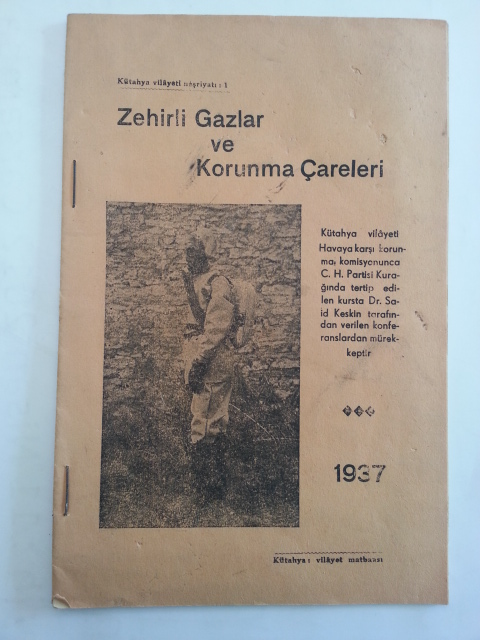 Kütahya vilâyeti neşriyatı : 1
Zehirli Gazlar
ve
Korunma Çareleri
Kütahya vilâyeti
Havaya karşı korun-
ma, komisyonunca
C. H. Partisi Kura-
ğında tertip edi-
len kursta Dr. Sa-
id Keskin tarafın-
dan verilen konfe-
ranslardan mürek-
keptir
1937
Kütahya : vilâyet matbaası